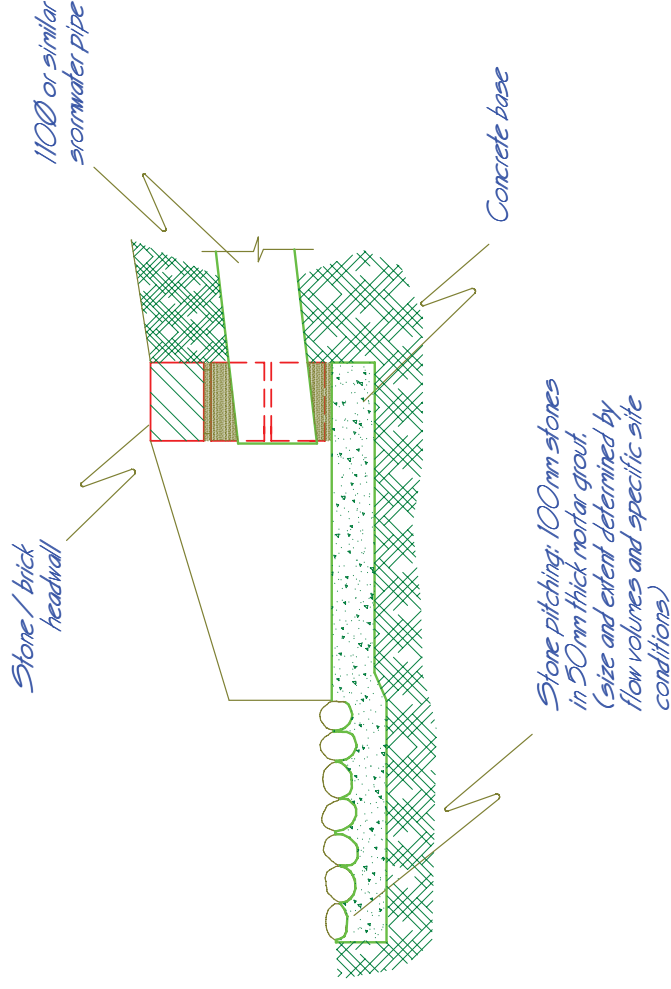 110Ø or similar
srormwater pipe
Concrete base
Stone / brick
headwall
Stone pitching: 100mm stones
in 50mm thick mortar grout.
(size and extent determined by
flow volumes and specific site
conditions)